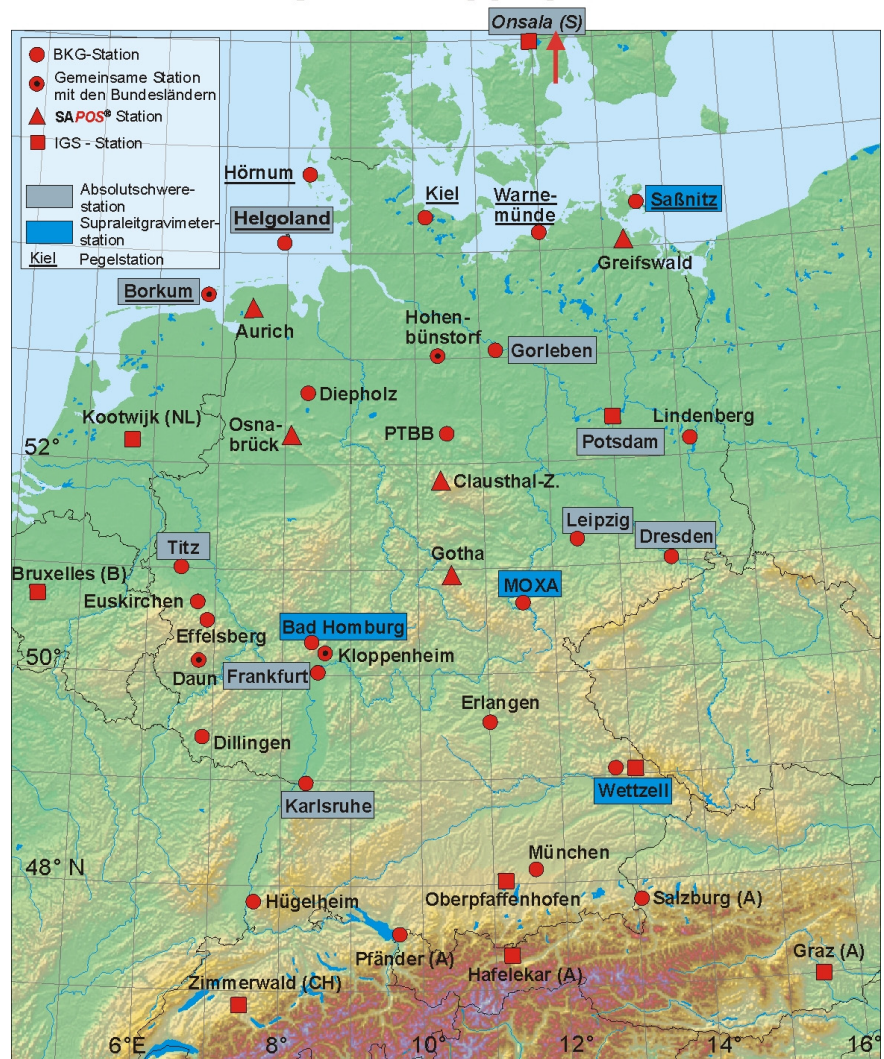 Onsala (S)
BKG-Station
Gemeinsame Station
mit den Bundesländern
SAPOS® Station
IGS - Station
Absolutschwere-
station
Supraleitgravimeter-
station
Kiel Pegelstation
Hörnum
Kiel
Warne-
münde
Saßnitz
Helgoland
Greifswald
Borkum
Aurich
Hohen-
bünstorf
Gorleben
Diepholz
Kootwijk (NL)
Osna-
brück
PTBB
Potsdam
Lindenberg
52°
Clausthal-Z.
Leipzig
Dresden
Titz
Gotha
Bruxelles (B)
MOXA
Euskirchen
Effelsberg
Bad Homburg
Kloppenheim
50°
Daun
Frankfurt
Erlangen
Dillingen
Wettzell
Karlsruhe
München
48° N
Oberpfaffenhofen
Salzburg (A)
Hügelheim
Pfänder (A)
Hafelekar (A)
Graz (A)
Zimmerwald (CH)
6°E
8°
10°
12°
14°